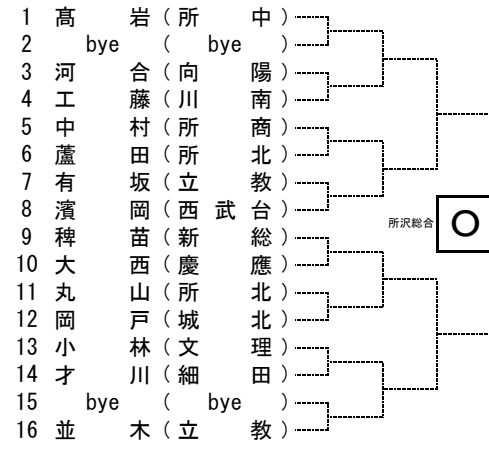 1 髙岩(所中)
2 bye(bye)
3 河合(向陽)
4 工藤(川南)
5 中村(所商)
6 蘆田(所北)
7 有坂(立教)
8 濱岡(西武台)
所沢総合 O
9 稗苗(新総)
10 大西(慶應)
11 丸山(所北)
12 岡戸(城北)
13 小林(文理)
14 才川(細田)
15 bye(bye)
16 並木(立教)